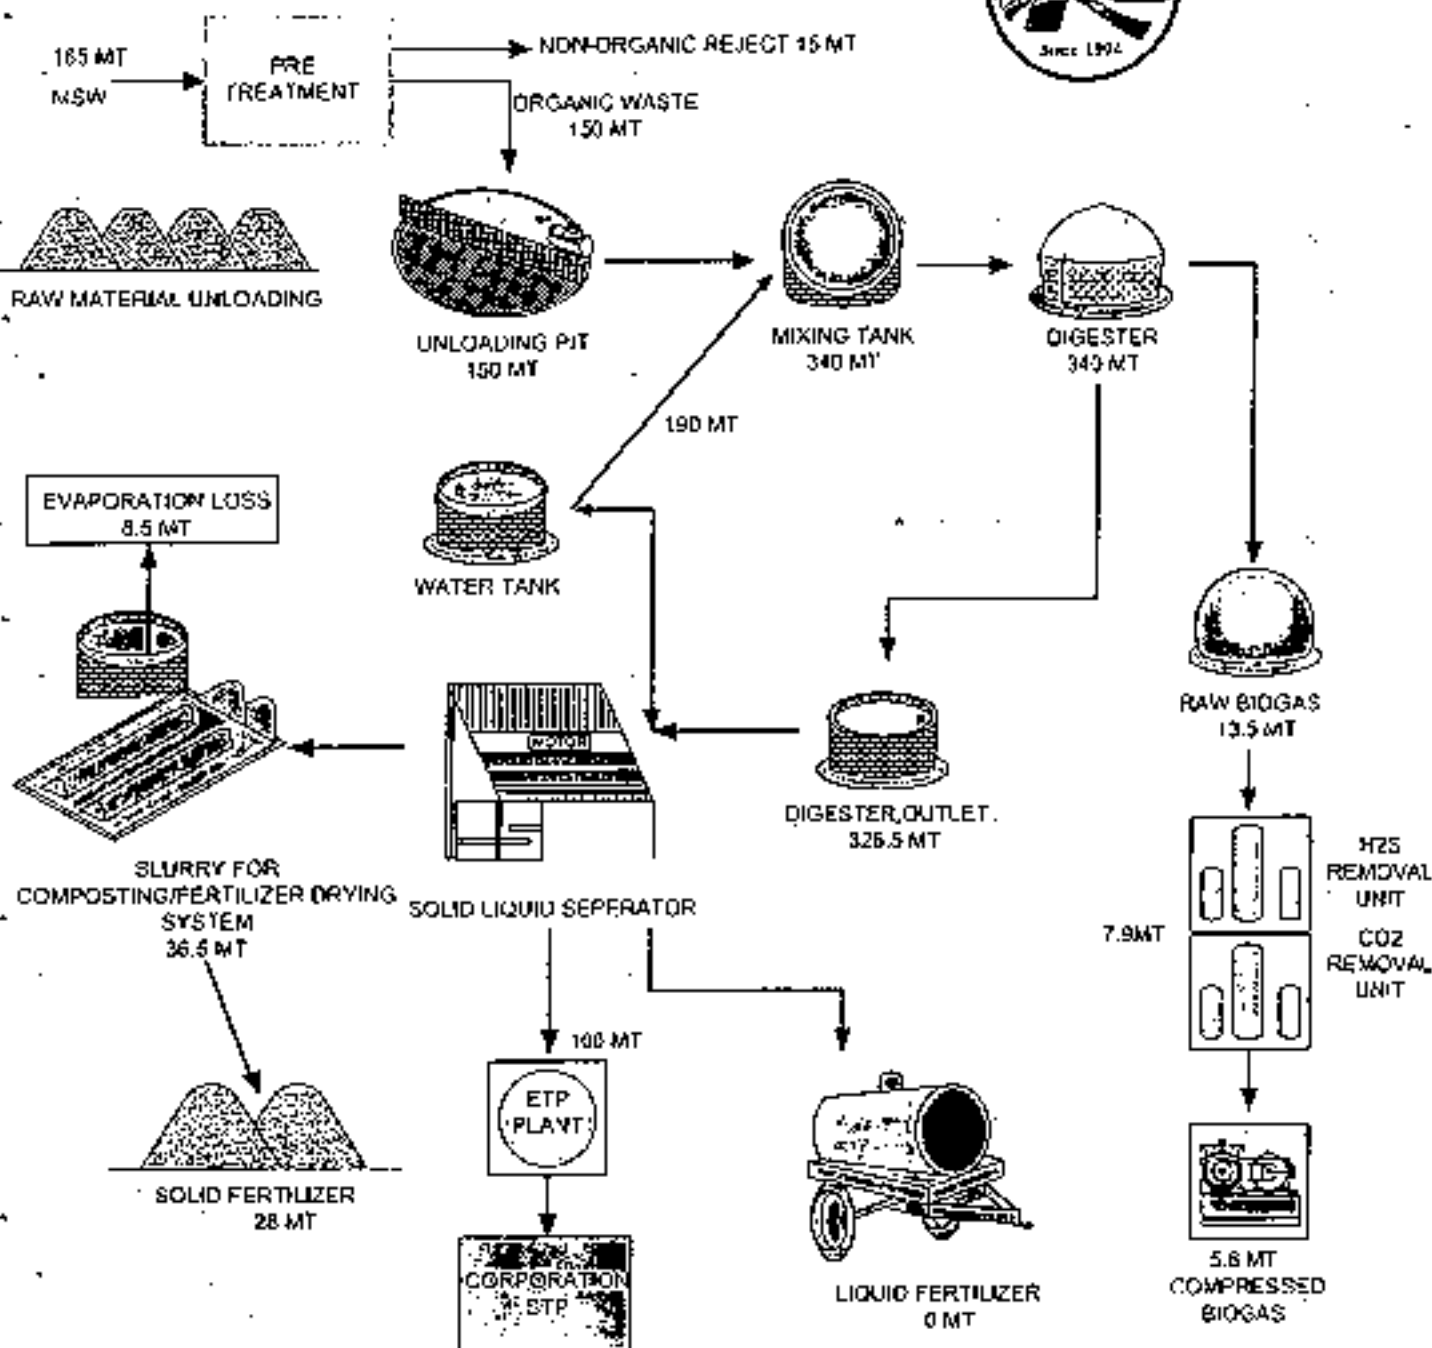 Since 1994
165 MT
MSW
PRE
TREATMENT
NON-ORGANIC REJECT 15 MT
ORGANIC WASTE
150 MT
RAW MATERIAL UNLOADING
UNLOADING PIT
150 MT
MIXING TANK
340 MT
DIGESTER
340 MT
190 MT
EVAPORATION LOSS
8.5 MT
WATER TANK
RAW BIOGAS
13.5 MT
MOTOR
DIGESTER OUTLET
326.5 MT
SLURRY FOR
COMPOSTING/FERTILIZER DRYING
SYSTEM
36.5 MT
SOLID LIQUID SEPERATOR
H2S
REMOVAL
UNIT
7.9MT
CO2
REMOVAL
UNIT
100 MT
ETP
PLANT
SOLID FERTILIZER
28 MT
CORPORATION
STP
LIQUID FERTILIZER
0 MT
5.6 MT
COMPRESSED
BIOGAS